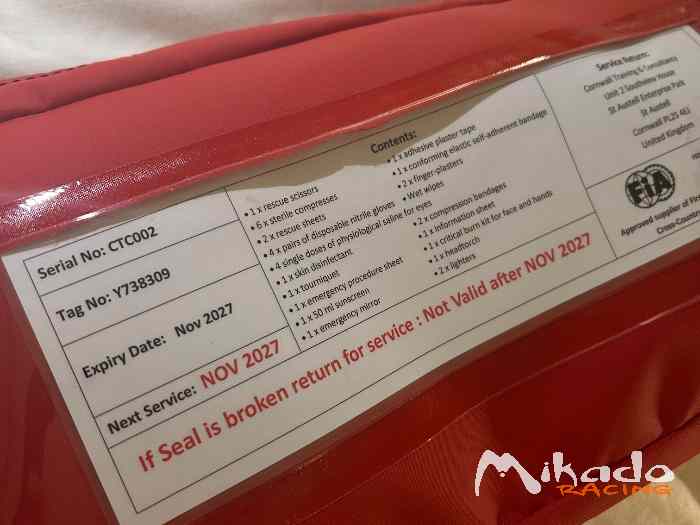 Serial No: CTC002
Tag No: Y738309
Expiry Date: Nov 2027
Next Service: NOV 2027
Contents:
• 1 x rescue scissors
• 6 x sterile compresses
• 2 x rescue sheets
• 4 x pairs of disposable nitrile gloves
• 4 single doses of physiological saline for eyes
• 1 x skin disinfectant
• 1 x tourniquet
• 1 x emergency procedure sheet
• 1 x 50 ml sunscreen
• 1 x emergency mirror
• 1 x adhesive plaster tape
• 1 x conforming elastic self-adherent bandage
• 2 x finger-plasters
• Wet wipes
• 2 x compression bandages
• 1 x information sheet
• 1 x critical burn kit for face and hands
• 1 x headtorch
• 2 x lighters
Service Return:
Cornwall Training & Consultancy
Unit 2 Southview House
St Austell Enterprise Park
St Austell
Cornwall PL25 4EJ
United Kingdom
FIA
Approved supplier of First
Cross-Country
If Seal is broken return for service : Not Valid after NOV 2027
Mikado
RACING